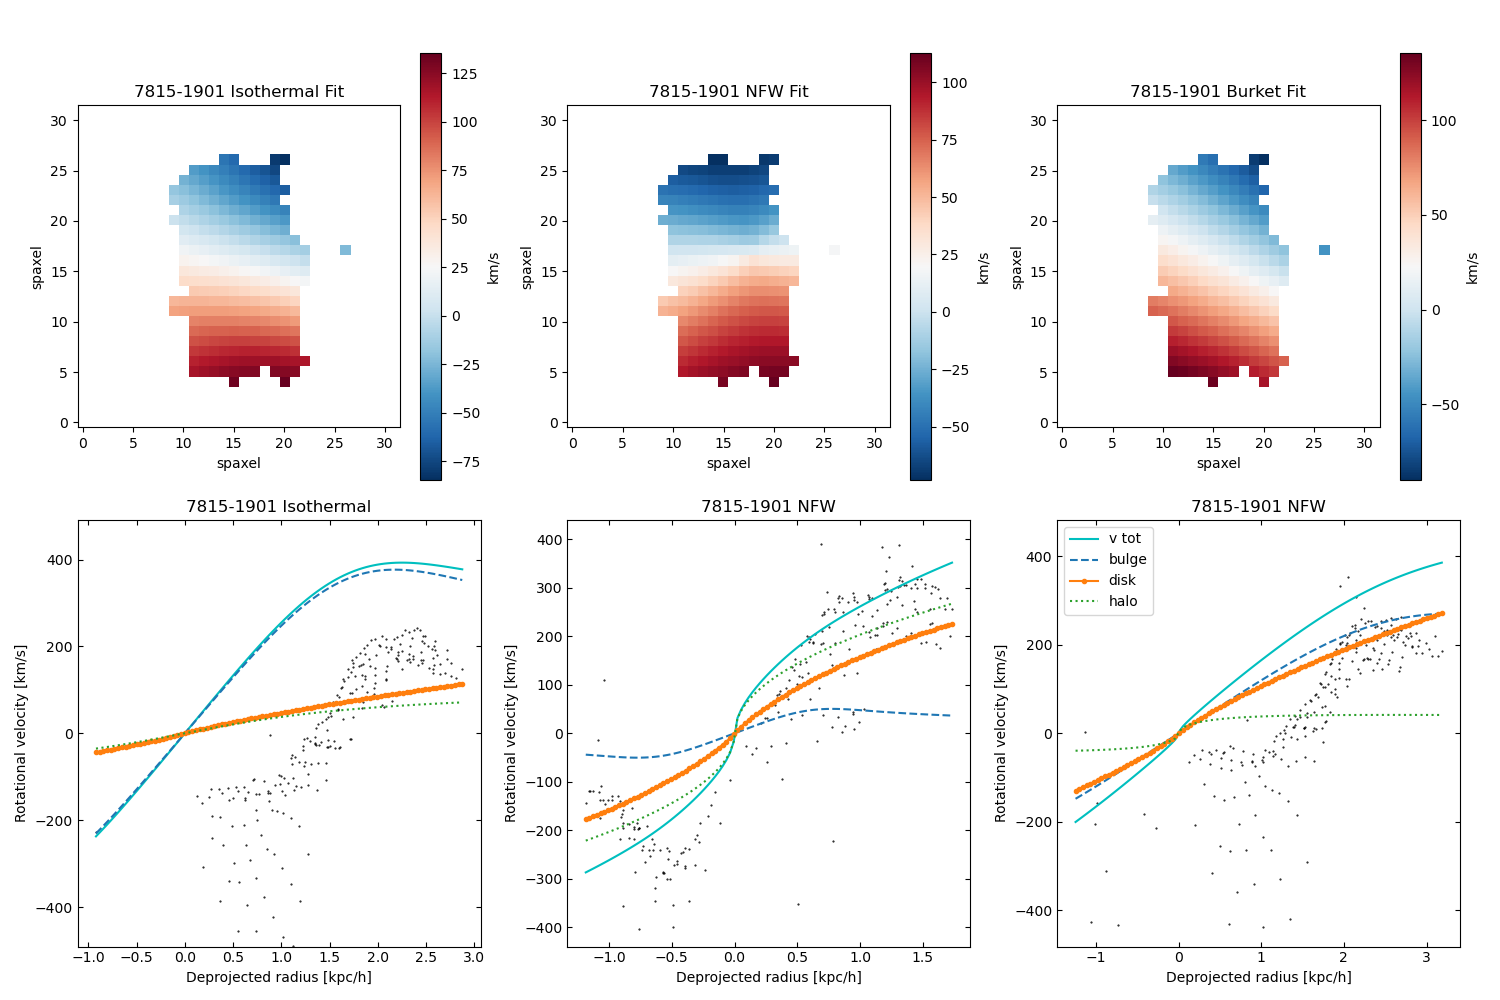 7815-1901 Isothermal Fit
30
25
20
15
10
5
0
spaxel
0 5 10 15 20 25 30
spaxel
125
100
75
50
25
0
−25
−50
−75
km/s
7815-1901 NFW Fit
30
25
20
15
10
5
0
spaxel
0 5 10 15 20 25 30
spaxel
100
75
50
25
0
−25
−50
km/s
7815-1901 Burket Fit
30
25
20
15
10
5
0
spaxel
0 5 10 15 20 25 30
spaxel
100
50
0
−50
km/s
7815-1901 Isothermal
400
200
0
−200
−400
Rotational velocity [km/s]
−1.0 −0.5 0.0 0.5 1.0 1.5 2.0 2.5 3.0
Deprojected radius [kpc/h]
7815-1901 NFW
400
300
200
100
0
−100
−200
−300
−400
Rotational velocity [km/s]
−1.0 −0.5 0.0 0.5 1.0 1.5
Deprojected radius [kpc/h]
7815-1901 NFW
v tot
bulge
disk
halo
400
200
0
−200
−400
Rotational velocity [km/s]
−1 0 1 2 3
Deprojected radius [kpc/h]